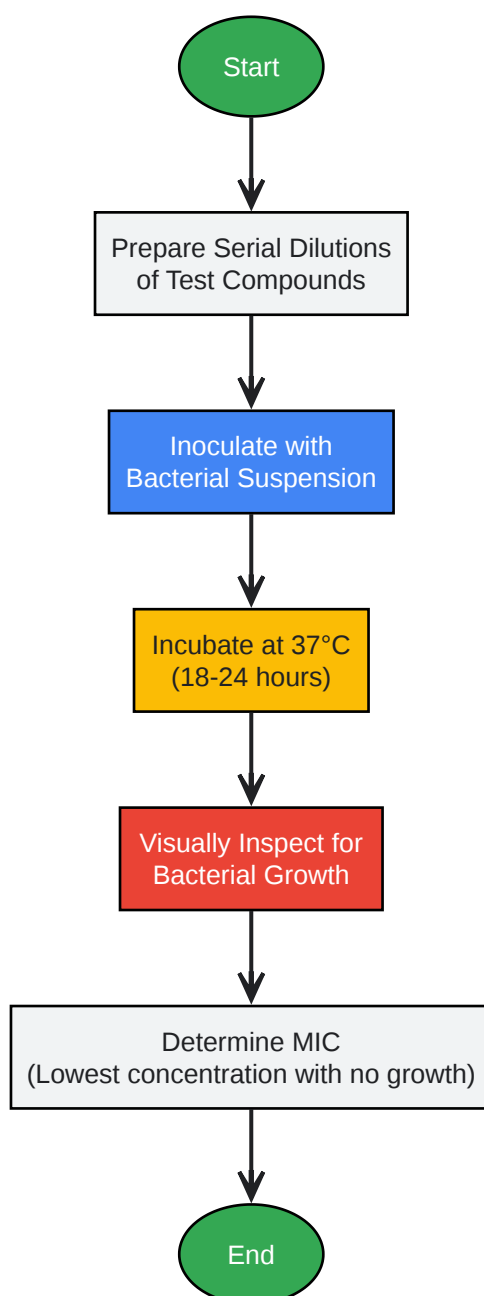 Start
Prepare Serial Dilutions
of Test Compounds
Inoculate with
Bacterial Suspension
Incubate at 37°C
(18-24 hours)
Visually Inspect for
Bacterial Growth
Determine MIC
(Lowest concentration with no growth)
End